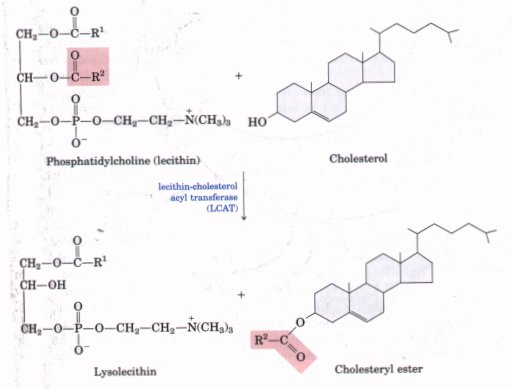 O
CH₂—O—C—R¹
O
CH—O—C—R²
+
O
CH₂—O—P—O—CH₂—CH₂—N⁺(CH₃)₃
O⁻
HO
Phosphatidylcholine (lecithin)
Cholesterol
lecithin-cholesterol
acyl transferase
(LCAT)
O
CH₂—O—C—R¹
CH—OH
+
O
CH₂—O—P—O—CH₂—CH₂—N⁺(CH₃)₃
O⁻
O
R²—C
O
Lysolecithin
Cholesteryl ester